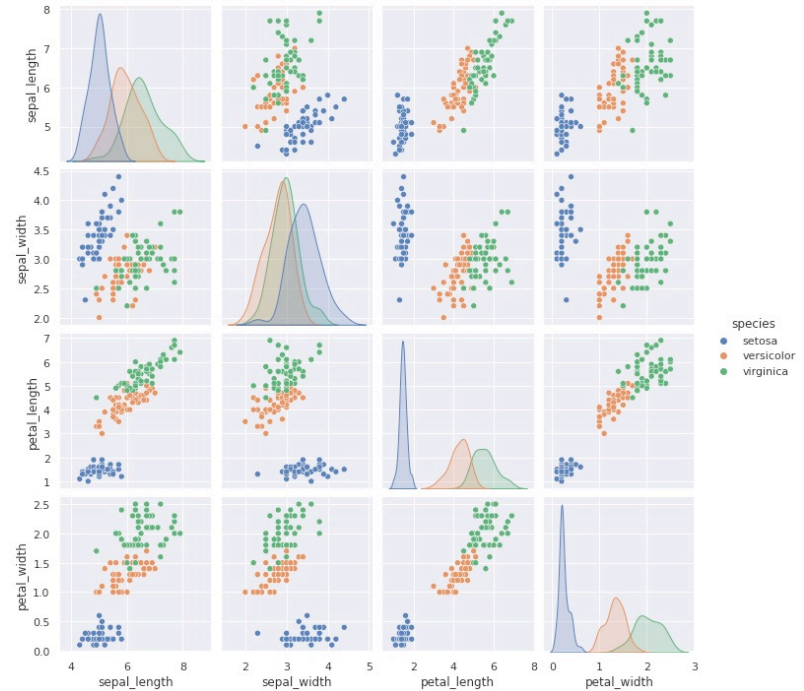 8
7
6
5
sepal_length
4.5
4.0
3.5
3.0
2.5
2.0
sepal_width
7
6
5
4
3
2
1
petal_length
2.5
2.0
1.5
1.0
0.5
0.0
petal_width
4 6 8
sepal_length
2 3 4 5
sepal_width
2 4 6 8
petal_length
0 1 2 3
petal_width
species
setosa
versicolor
virginica